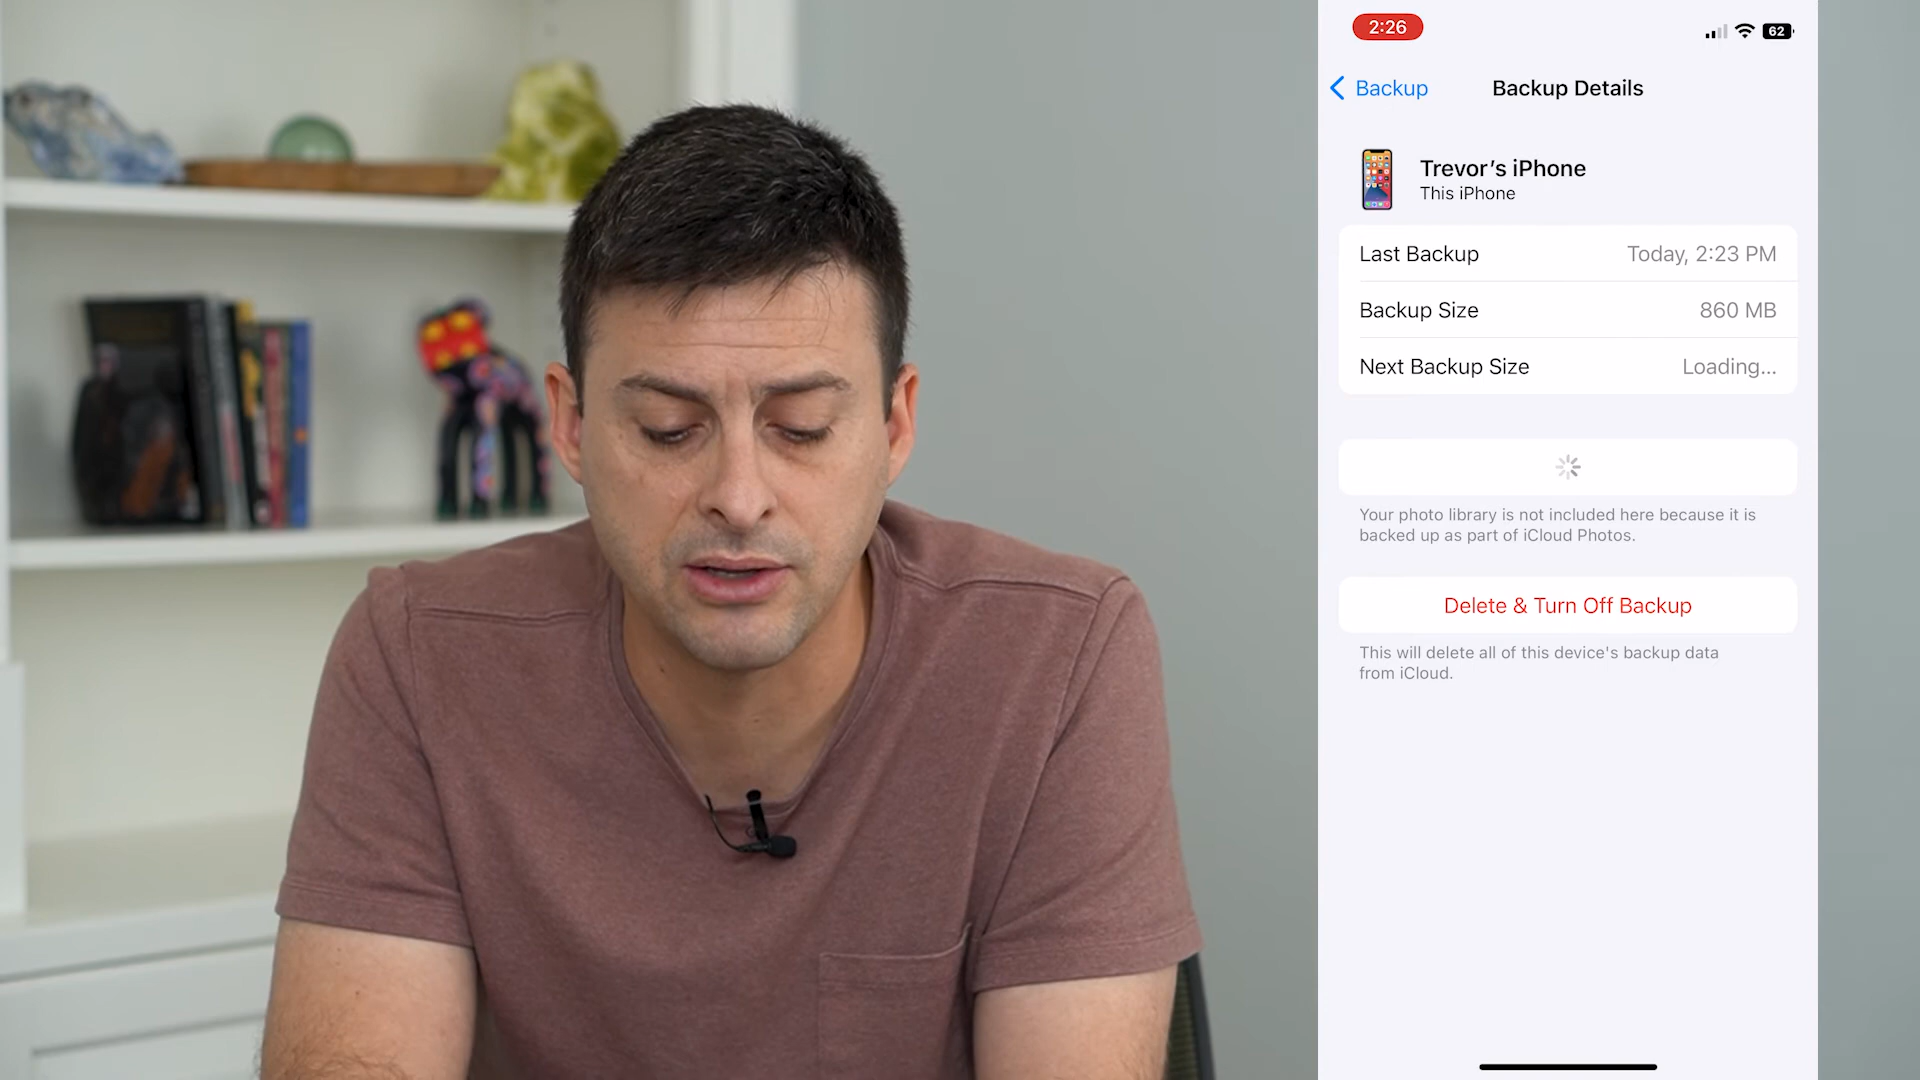 2:26
62
Backup
Backup Details
Trevor's iPhone
This iPhone
Last Backup Today, 2:23 PM
Backup Size 860 MB
Next Backup Size Loading...
Your photo library is not included here because it is
backed up as part of iCloud Photos.
Delete & Turn Off Backup
This will delete all of this device's backup data
from iCloud.